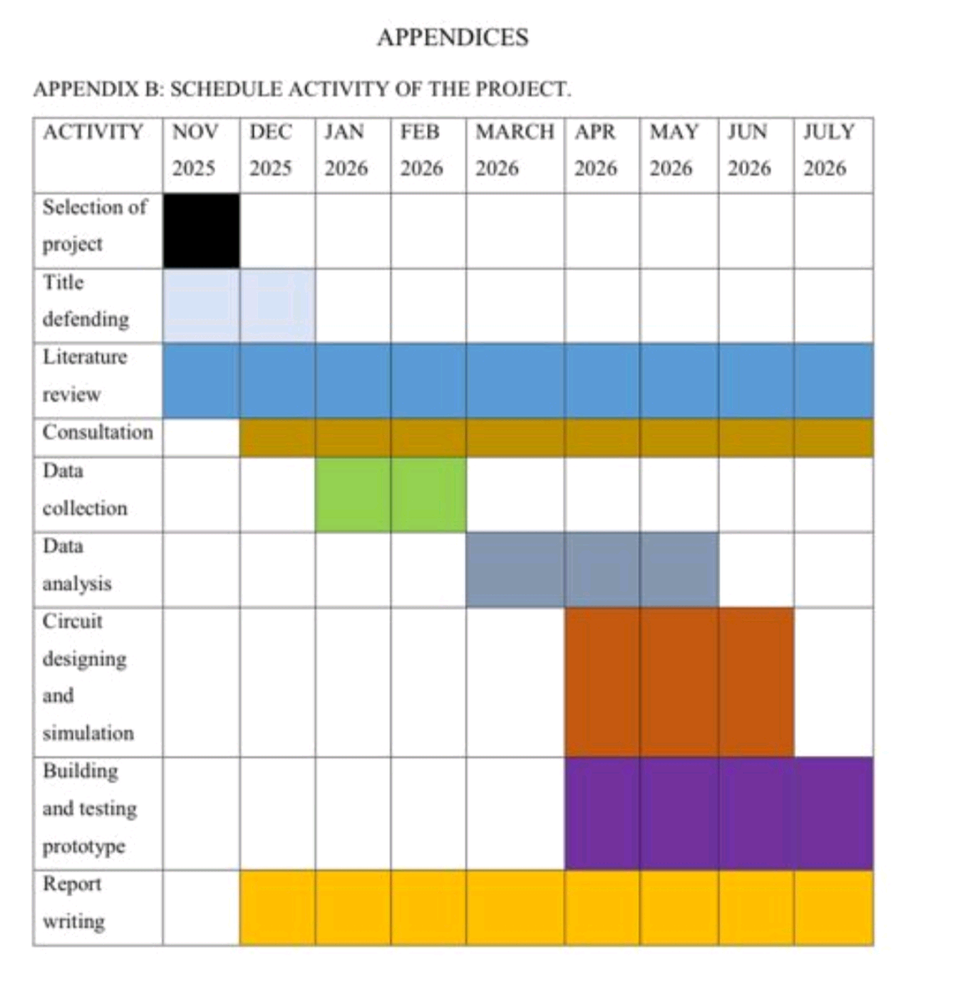 APPENDICES
APPENDIX B: SCHEDULE ACTIVITY OF THE PROJECT.
ACTIVITY NOV DEC JAN FEB MARCH APR MAY JUN JULY
2025 2025 2026 2026 2026 2026 2026 2026 2026
Selection of
project
Title
defending
Literature
review
Consultation
Data
collection
Data
analysis
Circuit
designing
and
simulation
Building
and testing
prototype
Report
writing